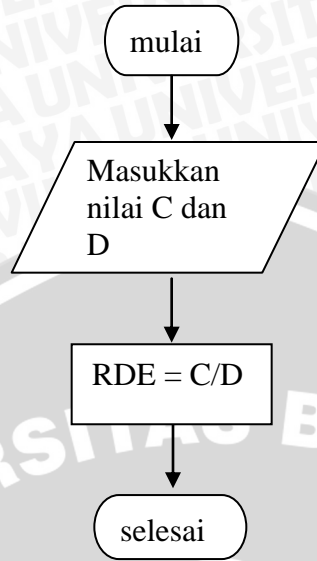 mulai
Masukkan
nilai C dan
D
RDE = C/D
selesai